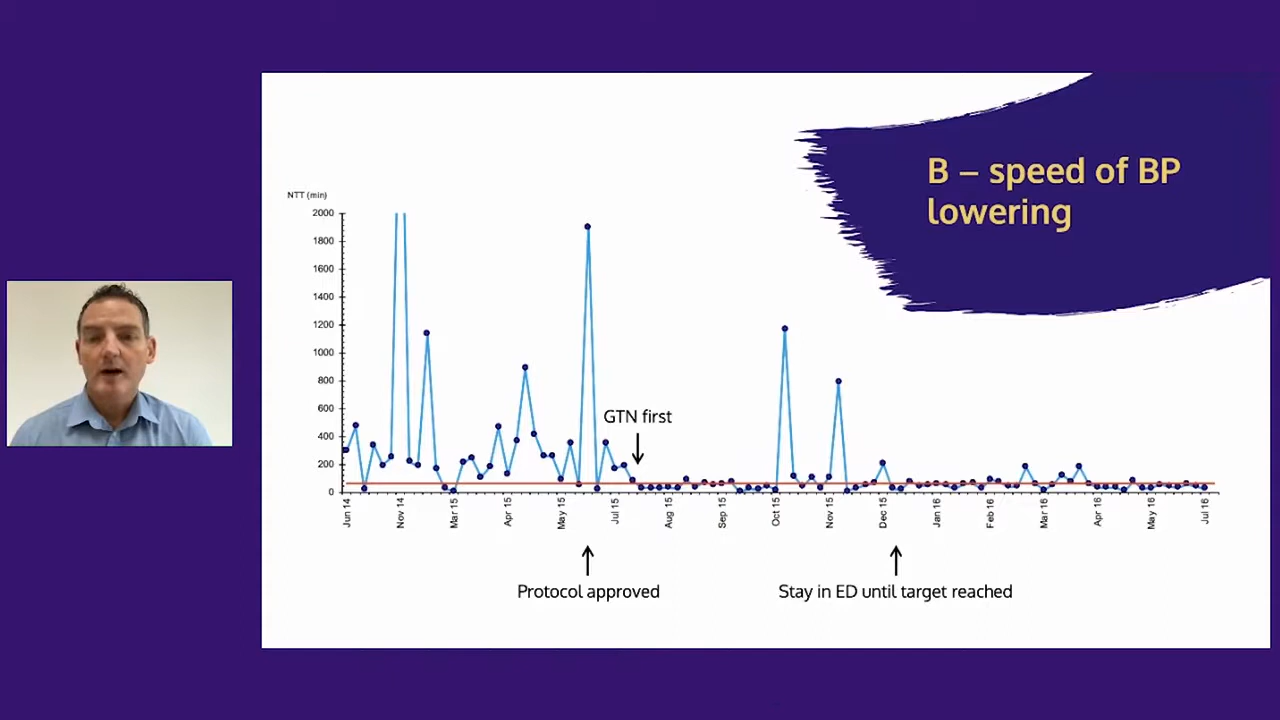 B – speed of BP
lowering
NTT (min)
2000
1800
1600
1400
1200
1000
800
600
400
200
0
GTN first
Jun 14
Nov 14
Mar 15
Apr 15
May 15
Jul 15
Aug 15
Sep 15
Oct 15
Nov 15
Dec 15
Jan 16
Feb 16
Mar 16
Apr 16
May 16
Jul 16
Protocol approved
Stay in ED until target reached